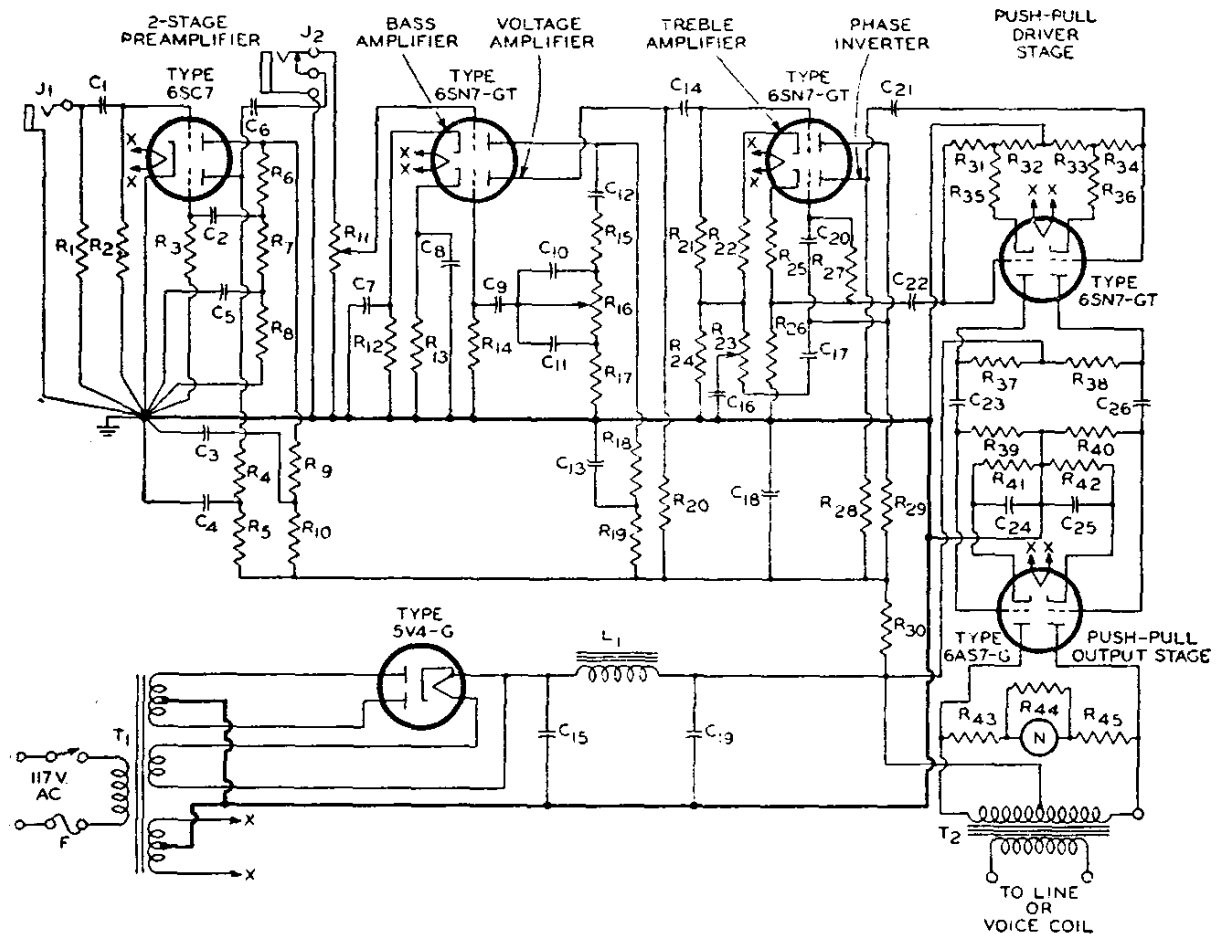 2-STAGE
PREAMPLIFIER
J2
BASS
AMPLIFIER
VOLTAGE
AMPLIFIER
TREBLE
AMPLIFIER
PHASE
INVERTER
PUSH-PULL
DRIVER
STAGE
J1
C1
TYPE
6SC7
C6
TYPE
6SN7-GT
C14
TYPE
6SN7-GT
C21
X
X
X
X
X
X
R6
C12
R31
R32
R33
R34
R35
R36
X
X
R1
R2
R3
C2
R7
R11
C8
R15
R21
R22
R25
C20
R27
C10
C5
C7
C9
R16
C22
TYPE
6SN7-GT
R8
R12
R13
R14
C11
R17
R24
R23
R26
C17
C16
R37
R38
C23
C26
C3
R4
R9
C13
R18
R39
R40
R41
R42
C4
R5
R10
R19
R20
C18
R28
R29
C24
C25
X
X
TYPE
5V4-G
L1
R30
TYPE
6AS7-G
PUSH-PULL
OUTPUT STAGE
T1
C15
C19
R43
R44
R45
N
117 V.
AC
F
X
X
T2
TO LINE
OR
VOICE COIL